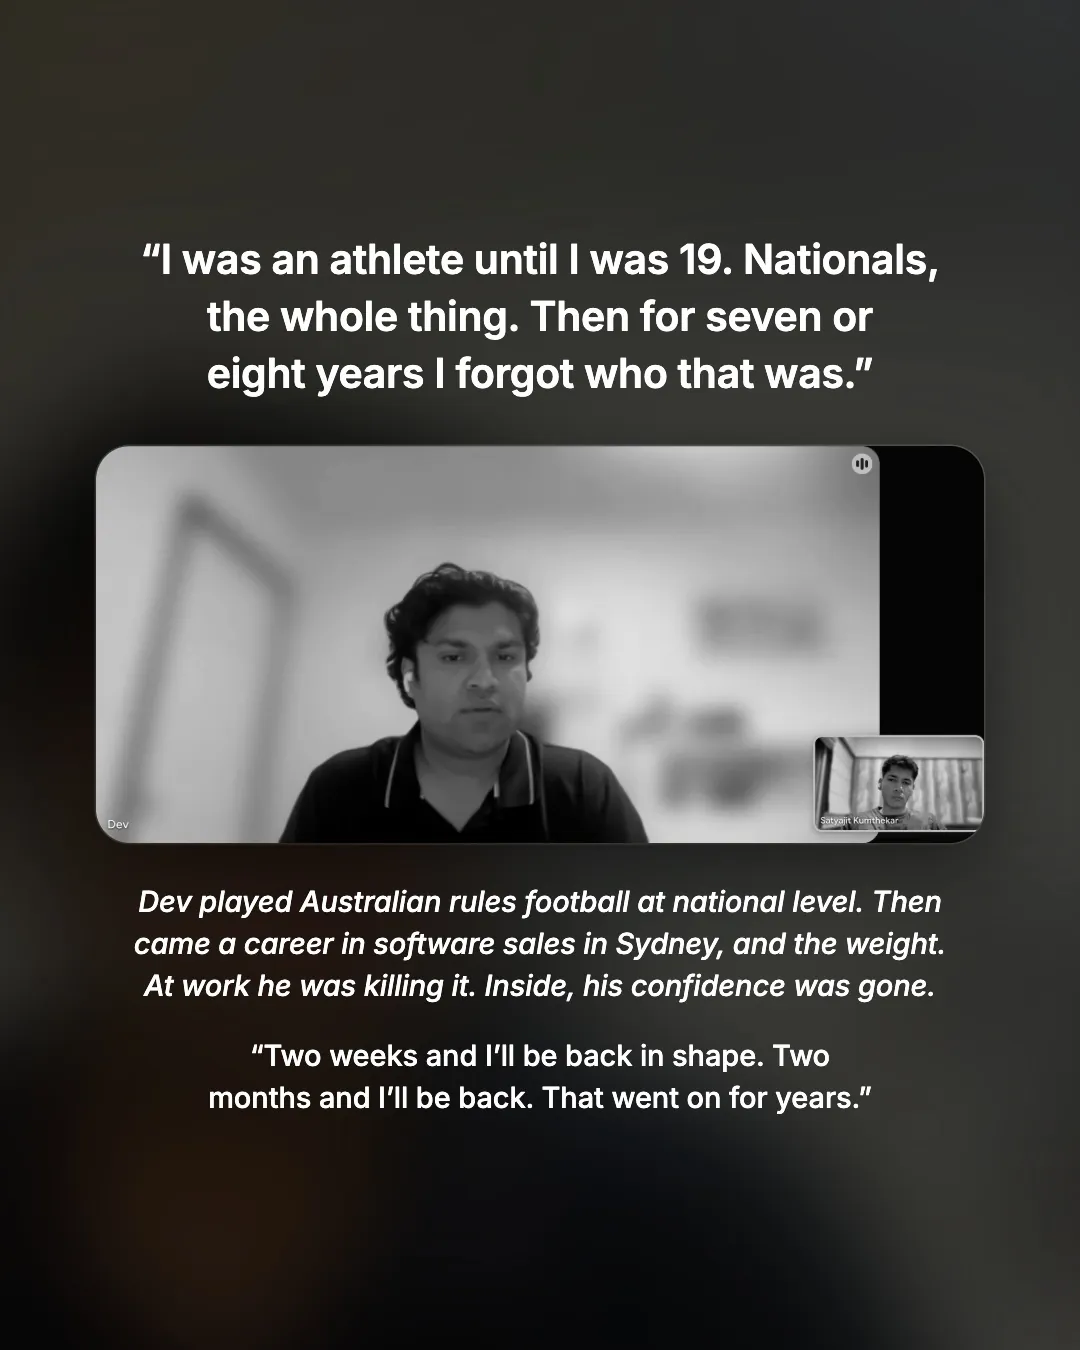 “I was an athlete until I was 19. Nationals,
the whole thing. Then for seven or
eight years I forgot who that was.”
Dev
Satyajit Kumthekar
Dev played Australian rules football at national level. Then
came a career in software sales in Sydney, and the weight.
At work he was killing it. Inside, his confidence was gone.
“Two weeks and I’ll be back in shape. Two
months and I’ll be back. That went on for years.”